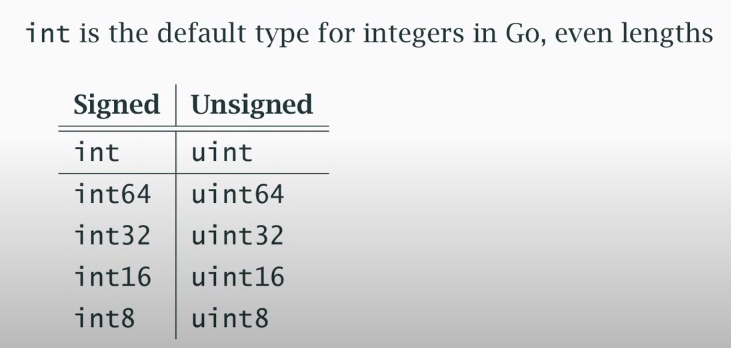 int is the default type for integers in Go, even lengths
Signed Unsigned
int uint
int64 uint64
int32 uint32
int16 uint16
int8 uint8